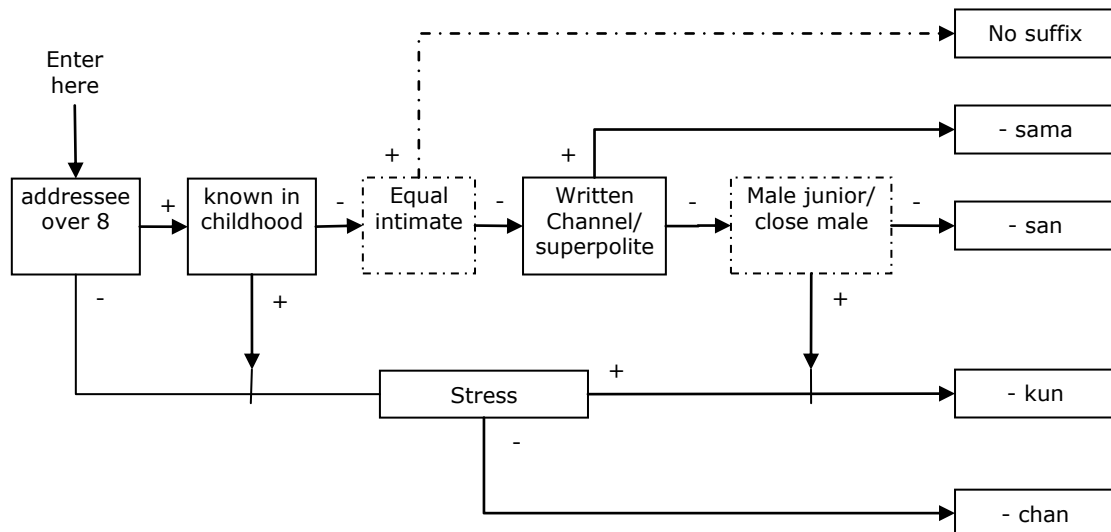 No suffix
Enter
here
- sama
+
+
addressee
over 8
+
known in
childhood
-
Equal
intimate
-
Written
Channel/
superpolite
-
Male junior/
close male
-
- san
-
+
+
Stress
+
- kun
-
- chan